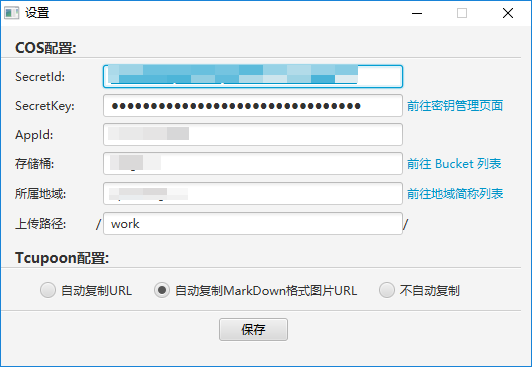 设置
COS配置:
SecretId:
SecretKey: ●●●●●●●●●●●●●●●●●●●●●●●●●●●●●●●● 前往密钥管理页面
AppId:
存储桶: 前往 Bucket 列表
所属地域: 前往地域简称列表
上传路径: / work /
Tcupoon配置:
自动复制URL 自动复制MarkDown格式图片URL 不自动复制
保存